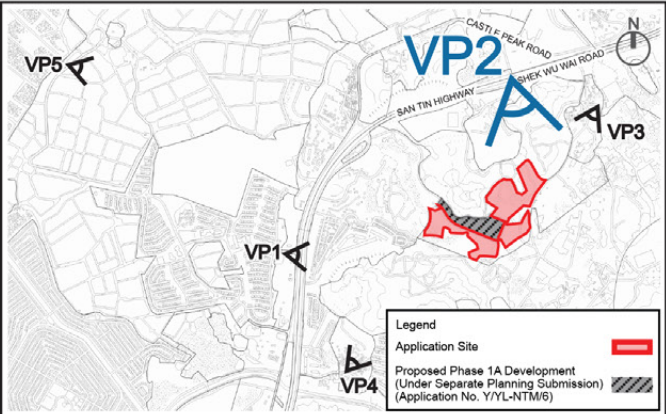 N
CASTLE PEAK ROAD
VP2
SHEK WU WAI ROAD
VP5
SAN TIN HIGHWAY
VP3
VP1
VP4
Legend
Application Site
Proposed Phase 1A Development
(Under Separate Planning Submission)
(Application No. Y/YL-NTM/6)